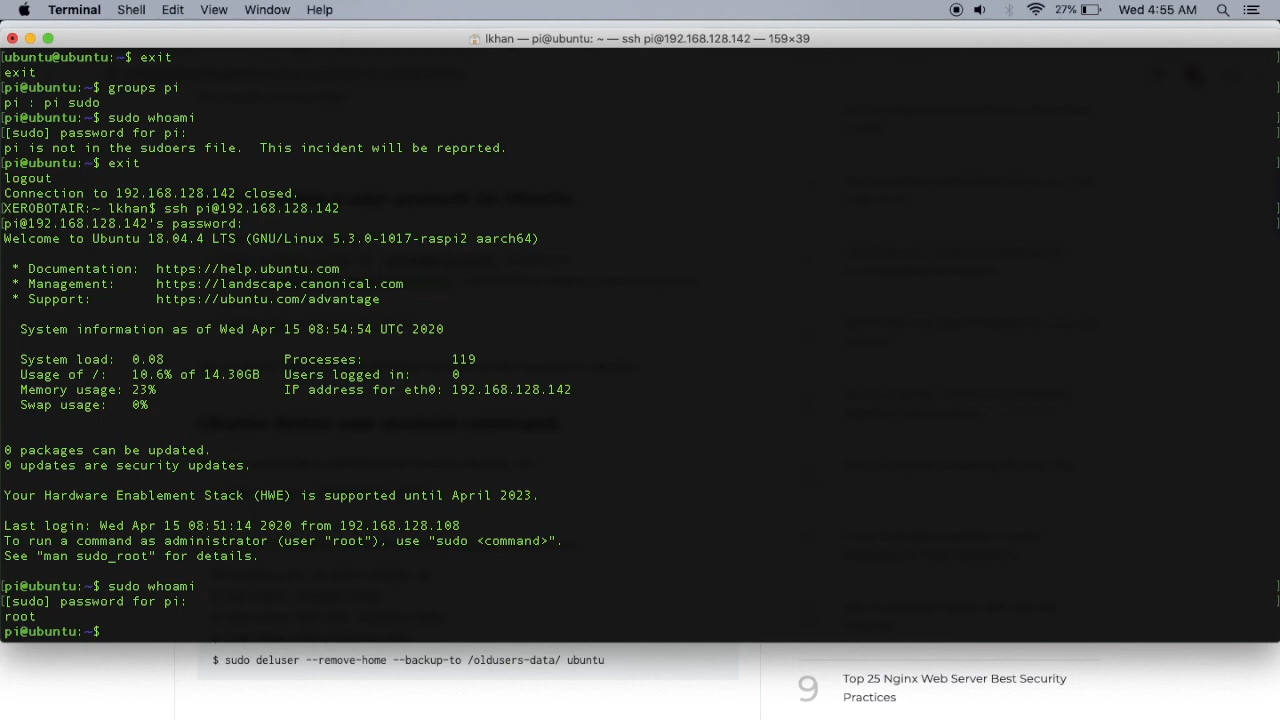 Terminal Shell Edit View Window Help 27% Wed 4:55 AM
lkhan — pi@ubuntu: ~ — ssh pi@192.168.128.142 — 159×39
[ubuntu@ubuntu:~$ exit
exit
[pi@ubuntu:~$ groups pi
pi : pi sudo
[pi@ubuntu:~$ sudo whoami
[[sudo] password for pi:
pi is not in the sudoers file.  This incident will be reported.
[pi@ubuntu:~$ exit
logout
Connection to 192.168.128.142 closed.
[XEROBOTAIR:~ lkhan$ ssh pi@192.168.128.142
[pi@192.168.128.142's password:
Welcome to Ubuntu 18.04.4 LTS (GNU/Linux 5.3.0-1017-raspi2 aarch64)
* Documentation:  https://help.ubuntu.com
* Management:     https://landscape.canonical.com
* Support:        https://ubuntu.com/advantage
System information as of Wed Apr 15 08:54:54 UTC 2020
System load:  0.08               Processes:           119
Usage of /:   10.6% of 14.30GB   Users logged in:     0
Memory usage: 23%                IP address for eth0: 192.168.128.142
Swap usage:   0%
0 packages can be updated.
0 updates are security updates.
Your Hardware Enablement Stack (HWE) is supported until April 2023.
Last login: Wed Apr 15 08:51:14 2020 from 192.168.128.108
To run a command as administrator (user "root"), use "sudo <command>".
See "man sudo_root" for details.
[pi@ubuntu:~$ sudo whoami
[[sudo] password for pi:
root
pi@ubuntu:~$
$ sudo deluser --remove-home --backup-to /oldusers-data/ ubuntu
9 Top 25 Nginx Web Server Best Security
Practices